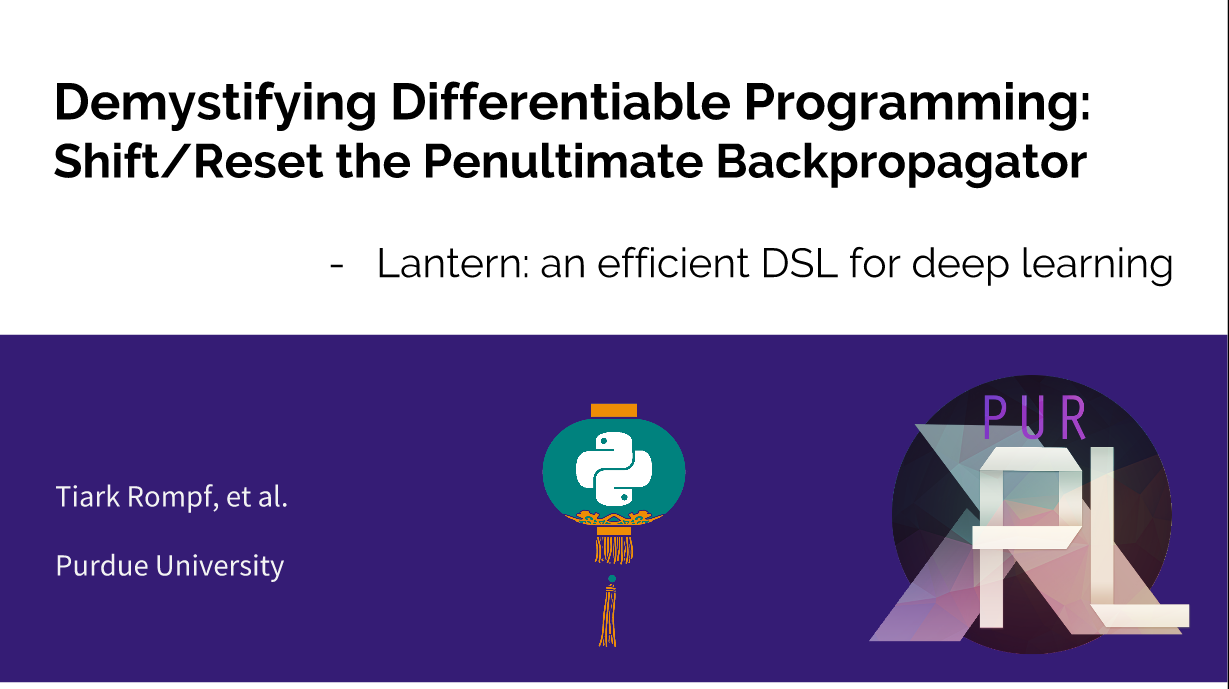 Demystifying Differentiable Programming:
Shift/Reset the Penultimate Backpropagator
- Lantern: an efficient DSL for deep learning
Tiark Rompf, et al.
Purdue University
PUR
PL